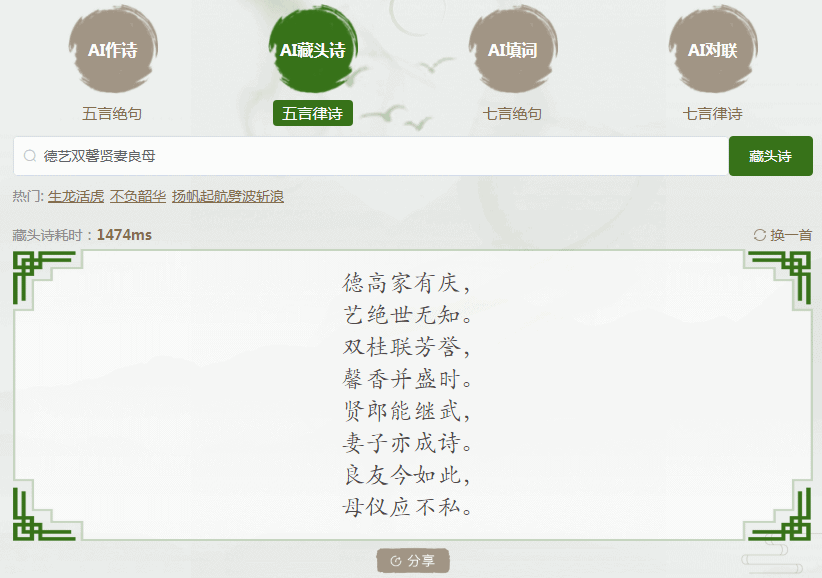 AI作诗 AI藏头诗 AI填词 AI对联
五言绝句 五言律诗 七言绝句 七言律诗
德艺双馨贤妻良母 藏头诗
热门: 生龙活虎 不负韶华 扬帆起航劈波斩浪
藏头诗耗时：1474ms 换一首
德高家有庆，
艺绝世无知。
双桂联芳誉，
馨香并盛时。
贤郎能继武，
妻子亦成诗。
良友今如此，
母仪应不私。
分享